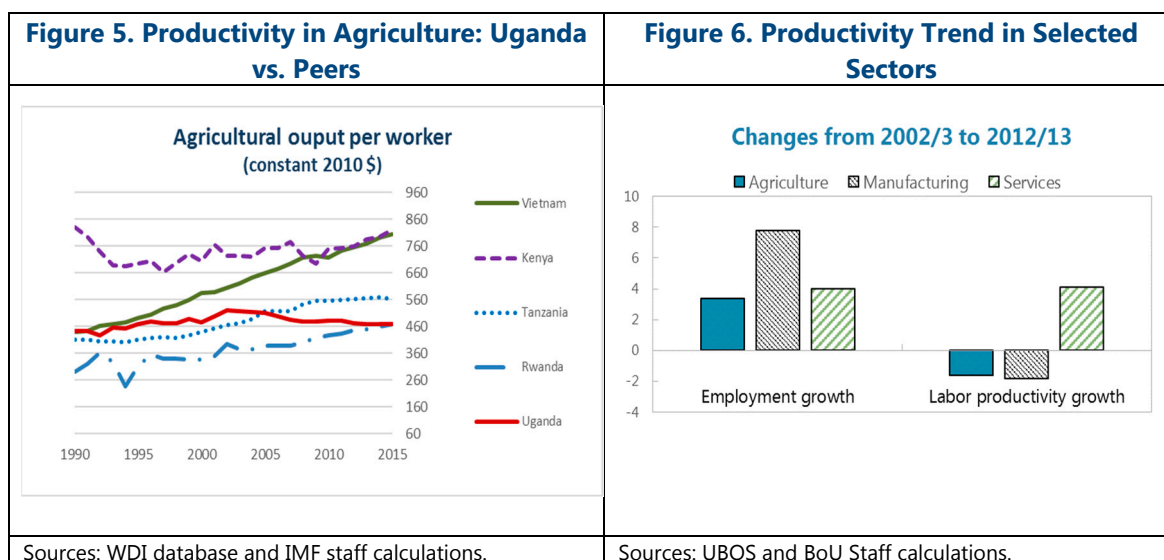 Figure 5. Productivity in Agriculture: Uganda
vs. Peers
Agricultural ouput per worker
(constant 2010 $)
960
860
760
660
560
460
360
260
160
60
1990 1995 2000 2005 2010 2015
Vietnam
Kenya
Tanzania
Rwanda
Uganda
Sources: WDI database and IMF staff calculations.
Figure 6. Productivity Trend in Selected
Sectors
Changes from 2002/3 to 2012/13
Agriculture Manufacturing Services
10
8
6
4
2
0
-2
-4
Employment growth Labor productivity growth
Sources: UBOS and BoU Staff calculations.